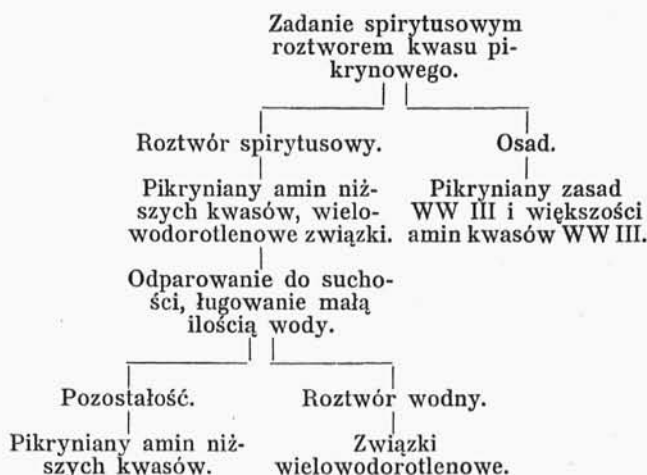 Zadanie spirytusowym
roztworem kwasu pi-
krynowego.
Roztwór spirytusowy.
Osad.
Pikryniany amin niż-
szych kwasów, wielo-
wodorotlenowe związki.
Pikryniany zasad
WW III i większości
amin kwasów WW III.
Odparowanie do sucho-
ści, ługowanie małą
ilością wody.
Pozostałość.
Roztwór wodny.
Pikryniany amin niż-
szych kwasów.
Związki
wielowodorotlenowe.